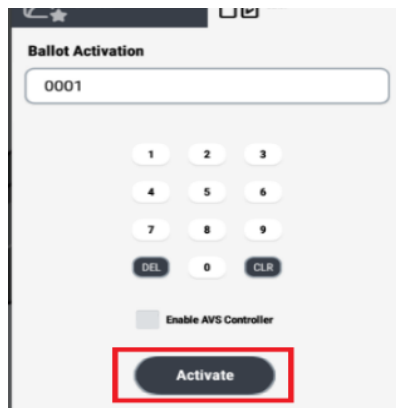 Ballot Activation
0001
1 2 3
4 5 6
7 8 9
DEL 0 CLR
Enable AVS Controller
Activate